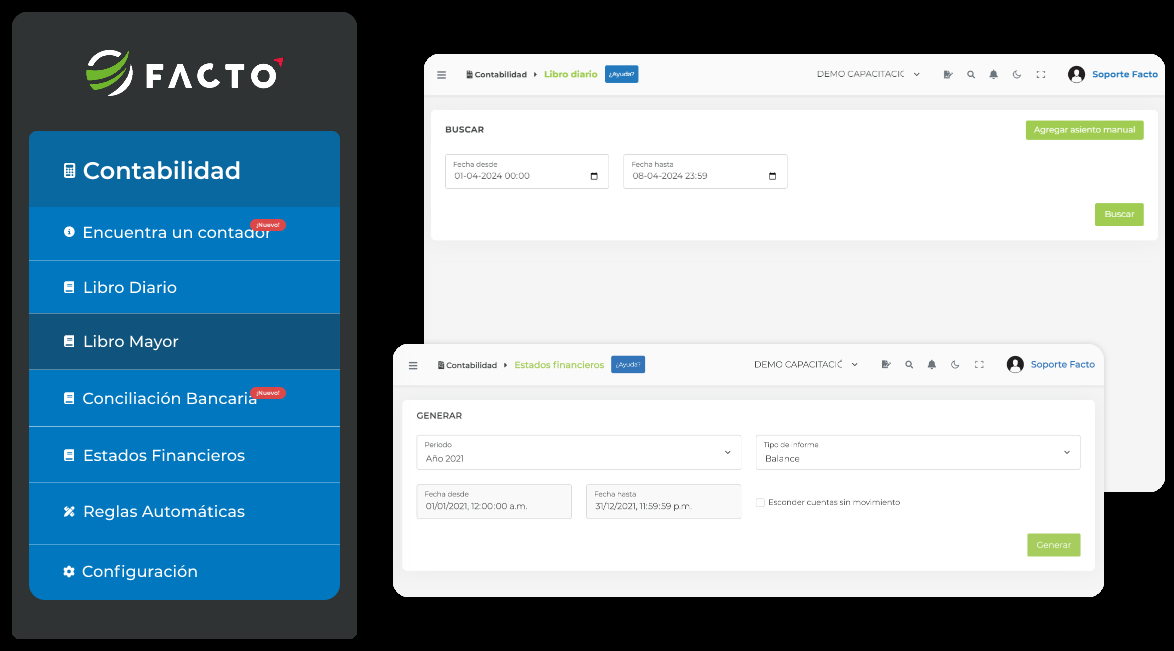 FACTO
Contabilidad
Encuentra un contador ¡Nuevo!
Libro Diario
Libro Mayor
Conciliación Bancaria ¡Nuevo!
Estados Financieros
Reglas Automáticas
Configuración
Contabilidad Libro diario ¿Ayuda? DEMO CAPACITACIÓ Soporte Facto
BUSCAR Agregar asiento manual
Fecha desde Fecha hasta
01-04-2024 00:00 08-04-2024 23:59
Buscar
Contabilidad Estados financieros ¿Ayuda? DEMO CAPACITACIÓ Soporte Facto
GENERAR
Periodo Tipo de informe
Año 2021 Balance
Fecha desde Fecha hasta
01/01/2021, 12:00:00 a.m. 31/12/2021, 11:59:59 p.m. Esconder cuentas sin movimiento
Generar